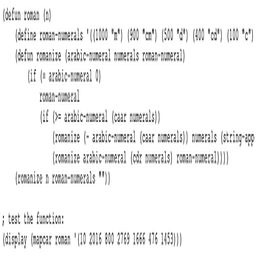 (defun roman (n)
(define roman-numerals '((1000 "m") (900 "cm") (500 "d") (400 "cd") (100 "c")
(defun romanize (arabic-numeral numerals roman-numeral)
(if (= arabic-numeral 0)
roman-numeral
(if (>= arabic-numeral (caar numerals))
(romanize (- arabic-numeral (caar numerals)) numerals (string-app
(romanize arabic-numeral (cdr numerals) roman-numeral))))
(romanize n roman-numerals ""))
; test the function:
(display (mapcar roman '(10 2016 800 2769 1666 476 1453)))